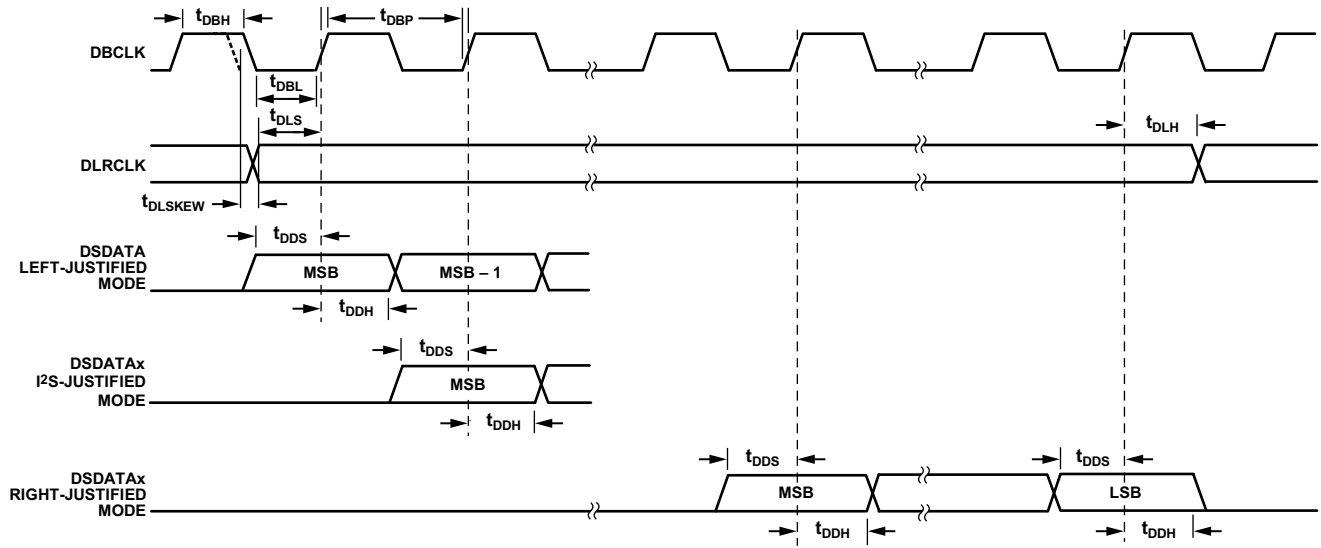 tDBH
tDBP
DBCLK
tDBL
tDLS
tDLH
DLRCLK
tDLSKEW
tDDS
DSDATA
LEFT-JUSTIFIED
MODE
MSB
MSB – 1
tDDH
tDDS
DSDATAx
I2S-JUSTIFIED
MODE
MSB
tDDH
tDDS
tDDS
DSDATAx
RIGHT-JUSTIFIED
MODE
MSB
LSB
tDDH
tDDH